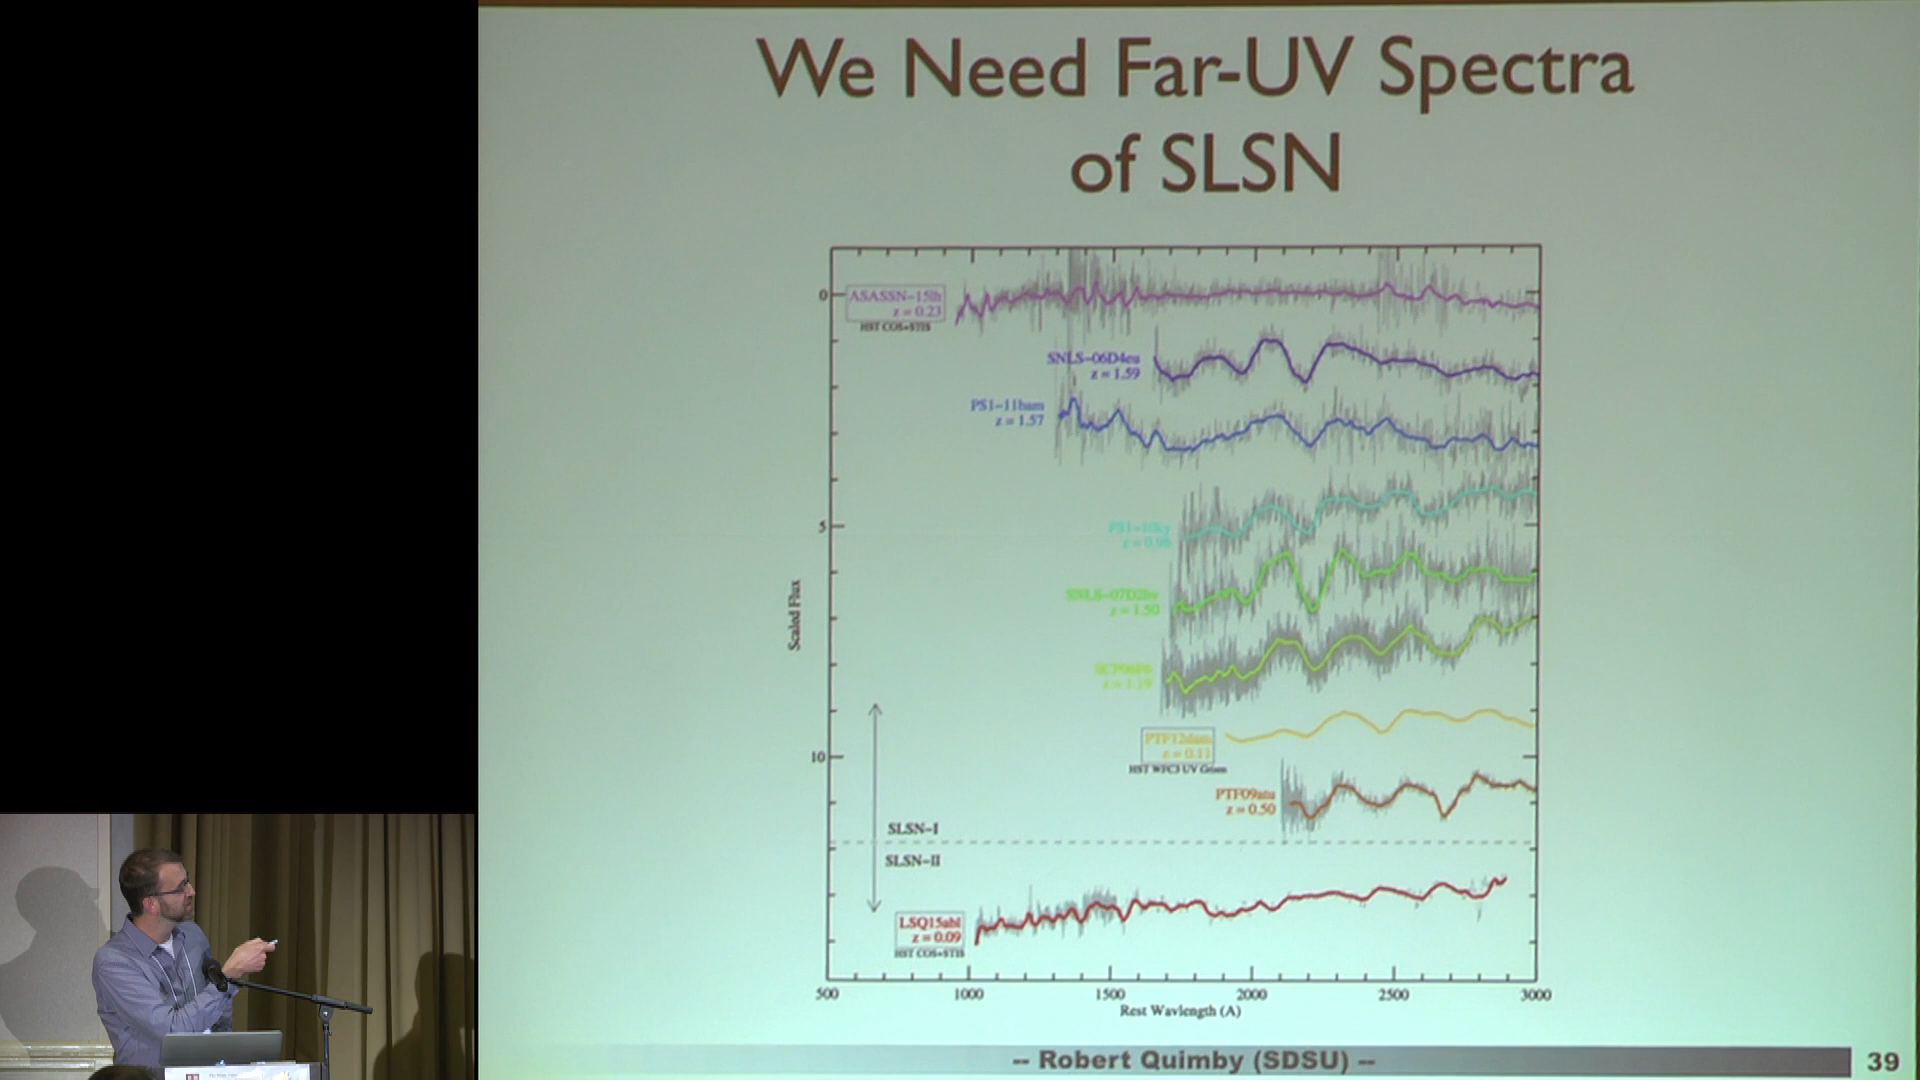 We Need Far-UV Spectra
of SLSN
0
ASASSN-15lh
z = 0.23
HST COS+STIS
SNLS-06D4eu
z = 1.59
PS1-11bam
z = 1.57
5
PS1-10ky
z = 0.96
SNLS-07D2bv
z = 1.50
SCP06F6
z = 1.19
Scaled Flux
PTF12dam
z = 0.11
HST WFC3 UV Grism
10
PTF09atu
z = 0.50
SLSN-I
SLSN-II
LSQ15abl
z = 0.09
HST COS+STIS
500 1000 1500 2000 2500 3000
Rest Wavlength (A)
-- Robert Quimby (SDSU) --
39